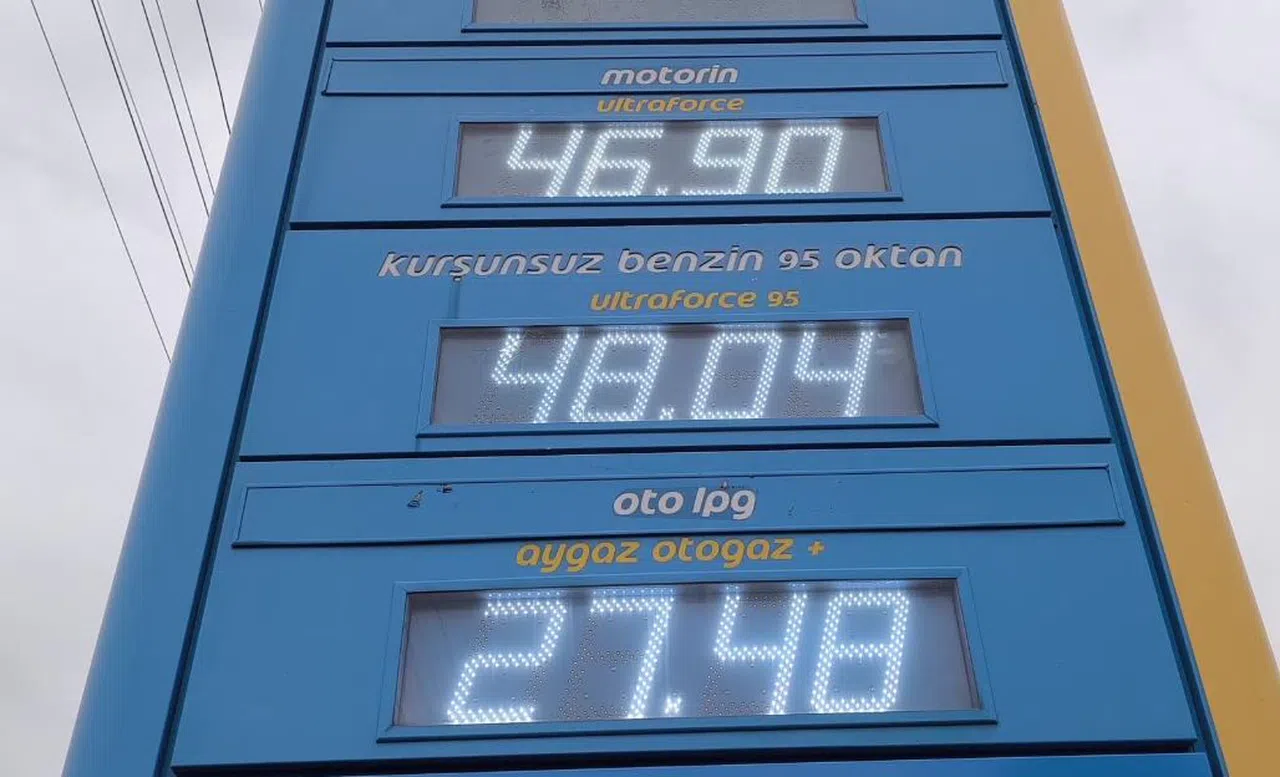 motorin
ultraforce
46.90
kurşunsuz benzin 95 oktan
ultraforce 95
48.04
oto lpg
aygaz otogaz +
27.48